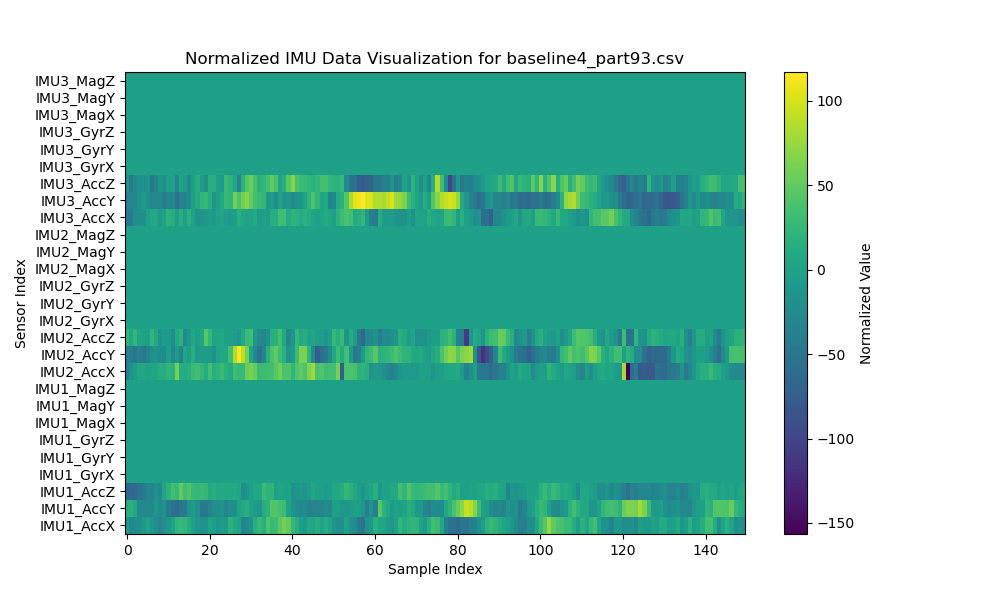 Normalized IMU Data Visualization for baseline4_part93.csv
IMU3_MagZ
IMU3_MagY
IMU3_MagX
IMU3_GyrZ
IMU3_GyrY
IMU3_GyrX
IMU3_AccZ
IMU3_AccY
IMU3_AccX
IMU2_MagZ
IMU2_MagY
IMU2_MagX
IMU2_GyrZ
IMU2_GyrY
IMU2_GyrX
IMU2_AccZ
IMU2_AccY
IMU2_AccX
IMU1_MagZ
IMU1_MagY
IMU1_MagX
IMU1_GyrZ
IMU1_GyrY
IMU1_GyrX
IMU1_AccZ
IMU1_AccY
IMU1_AccX
Sensor Index
0 20 40 60 80 100 120 140
Sample Index
100
50
0
−50
−100
−150
Normalized Value